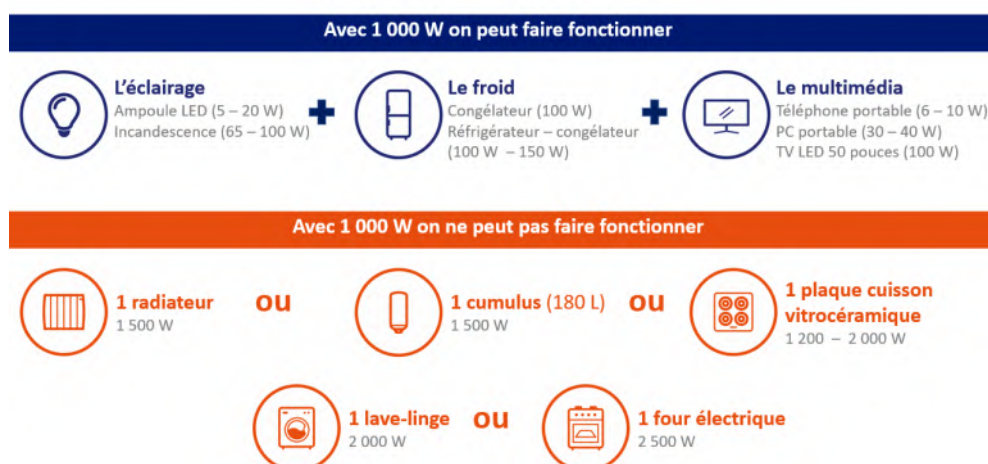 Avec 1 000 W on peut faire fonctionner
L'éclairage
Ampoule LED (5 – 20 W)
Incandescence (65 – 100 W)
+
Le froid
Congélateur (100 W)
Réfrigérateur – congélateur
(100 W – 150 W)
+
Le multimédia
Téléphone portable (6 – 10 W)
PC portable (30 – 40 W)
TV LED 50 pouces (100 W)
Avec 1 000 W on ne peut pas faire fonctionner
1 radiateur
1 500 W
ou
1 cumulus (180 L)
1 500 W
ou
1 plaque cuisson
vitrocéramique
1 200 – 2 000 W
1 lave-linge
2 000 W
ou
1 four électrique
2 500 W